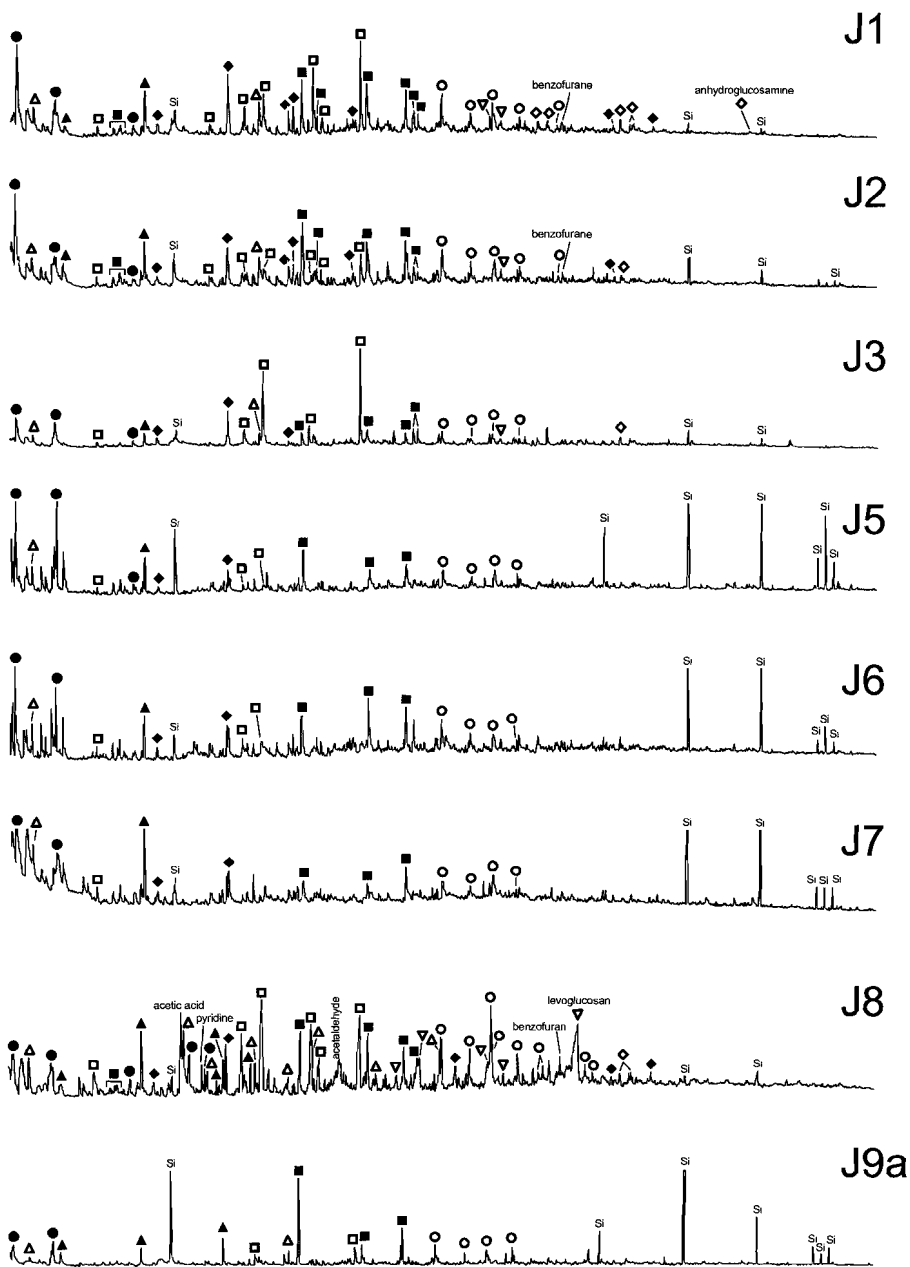 J1
Si
benzofurane
anhydroglucosamine
Si
Si
J2
Si
benzofurane
Si
Si
Si
J3
Si
Si
Si
J5
Si
Si
Si
Si
Si
Si
Si
J6
Si
Si
Si
Si
Si
Si
J7
Si
Si
Si
Si
Si
Si
J8
acetic acid
pyridine
acetaldehyde
levoglucosan
benzofuran
Si
Si
Si
J9a
Si
Si
Si
Si
Si
Si
Si